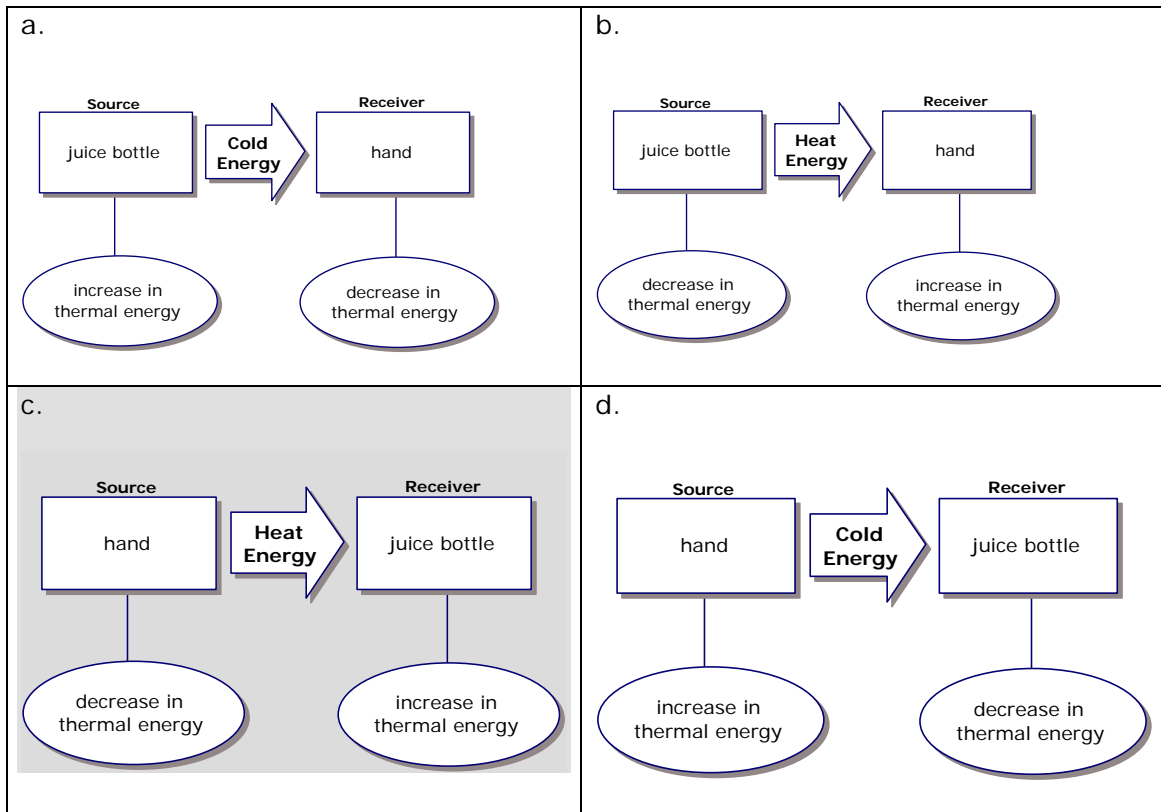 a.
Source
Receiver
juice bottle
Cold
Energy
hand
increase in
thermal energy
decrease in
thermal energy
b.
Source
Receiver
juice bottle
Heat
Energy
hand
decrease in
thermal energy
increase in
thermal energy
c.
Source
Receiver
hand
Heat
Energy
juice bottle
decrease in
thermal energy
increase in
thermal energy
d.
Source
Receiver
hand
Cold
Energy
juice bottle
increase in
thermal energy
decrease in
thermal energy